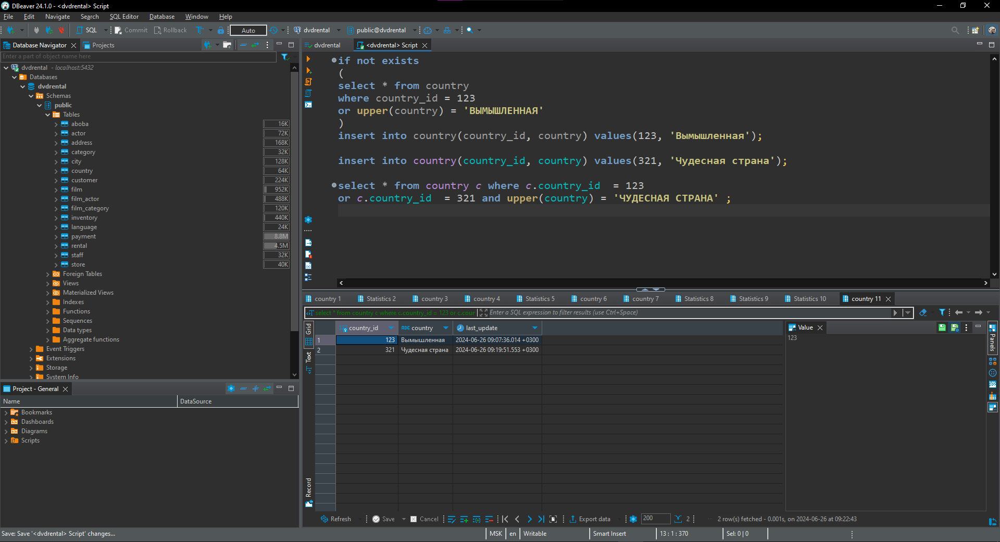 DBeaver 24.1.0 - <dvdrental> Script
File Edit Navigate Search SQL Editor Database Window Help
SQL Commit Rollback Auto dvdrental public@dvdrental
Database Navigator Projects
Enter a part of object name here
dvdrental - localhost:5432
Databases
dvdrental
Schemas
public
Tables
aboba 16K
actor 72K
address 168K
category 32K
city 128K
country 64K
customer 224K
film 952K
film_actor 488K
film_category 120K
inventory 440K
language 24K
payment 8.8M
rental 4.5M
staff 32K
store 40K
Foreign Tables
Views
Materialized Views
Indexes
Functions
Sequences
Data types
Aggregate functions
Event Triggers
Extensions
Storage
System Info
Project - General
Name DataSource
Bookmarks
Dashboards
Diagrams
Scripts
dvdrental <dvdrental> Script
if not exists
(
select * from country
where country_id = 123
or upper(country) = 'ВЫМЫШЛЕННАЯ'
)
insert into country(country_id, country) values(123, 'Вымышленная');
insert into country(country_id, country) values(321, 'Чудесная страна');
select * from country c where c.country_id = 123
or c.country_id = 321 and upper(country) = 'ЧУДЕСНАЯ СТРАНА' ;
country 1 Statistics 2 country 3 country 4 Statistics 5 country 6 country 7 Statistics 8 Statistics 9 Statistics 10 country 11
select * from country c where c.country_id = 123 or c.cour Enter a SQL expression to filter results (use Ctrl+Space)
Grid
Text
Record
country_id country last_update
1 123 Вымышленная 2024-06-26 09:07:36.014 +0300
2 321 Чудесная страна 2024-06-26 09:19:51.553 +0300
Value
123
Panels
Refresh Save Cancel Export data 200 2 2 row(s) fetched - 0.001s, on 2024-06-26 at 09:22:43
Save: Save '<dvdrental> Script' changes... MSK en Writable Smart Insert 13 : 1 : 370 Sel: 0 | 0